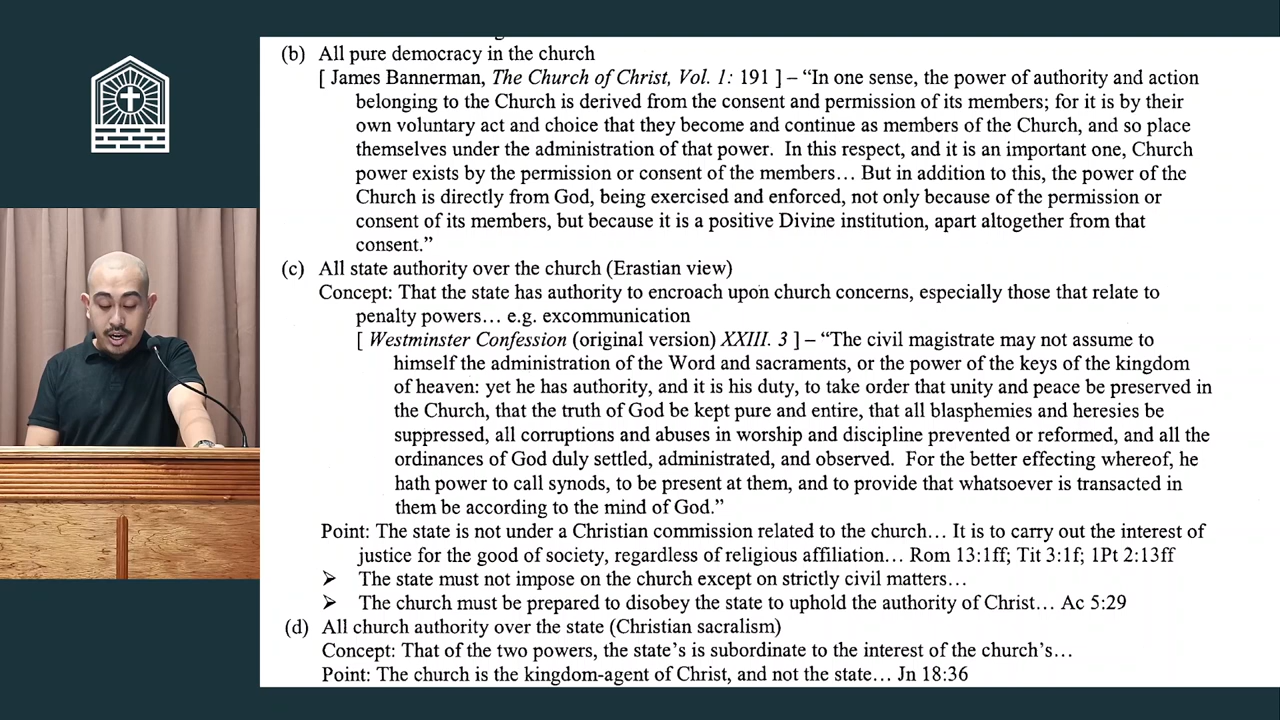 (b) All pure democracy in the church
[ James Bannerman, The Church of Christ, Vol. 1: 191 ] – “In one sense, the power of authority and action
belonging to the Church is derived from the consent and permission of its members; for it is by their
own voluntary act and choice that they become and continue as members of the Church, and so place
themselves under the administration of that power. In this respect, and it is an important one, Church
power exists by the permission or consent of the members… But in addition to this, the power of the
Church is directly from God, being exercised and enforced, not only because of the permission or
consent of its members, but because it is a positive Divine institution, apart altogether from that
consent.”
(c) All state authority over the church (Erastian view)
Concept: That the state has authority to encroach upon church concerns, especially those that relate to
penalty powers… e.g. excommunication
[ Westminster Confession (original version) XXIII. 3 ] – “The civil magistrate may not assume to
himself the administration of the Word and sacraments, or the power of the keys of the kingdom
of heaven: yet he has authority, and it is his duty, to take order that unity and peace be preserved in
the Church, that the truth of God be kept pure and entire, that all blasphemies and heresies be
suppressed, all corruptions and abuses in worship and discipline prevented or reformed, and all the
ordinances of God duly settled, administrated, and observed. For the better effecting whereof, he
hath power to call synods, to be present at them, and to provide that whatsoever is transacted in
them be according to the mind of God.”
Point: The state is not under a Christian commission related to the church… It is to carry out the interest of
justice for the good of society, regardless of religious affiliation… Rom 13:1ff; Tit 3:1f; 1Pt 2:13ff
➢ The state must not impose on the church except on strictly civil matters…
➢ The church must be prepared to disobey the state to uphold the authority of Christ… Ac 5:29
(d) All church authority over the state (Christian sacralism)
Concept: That of the two powers, the state’s is subordinate to the interest of the church’s…
Point: The church is the kingdom-agent of Christ, and not the state… Jn 18:36